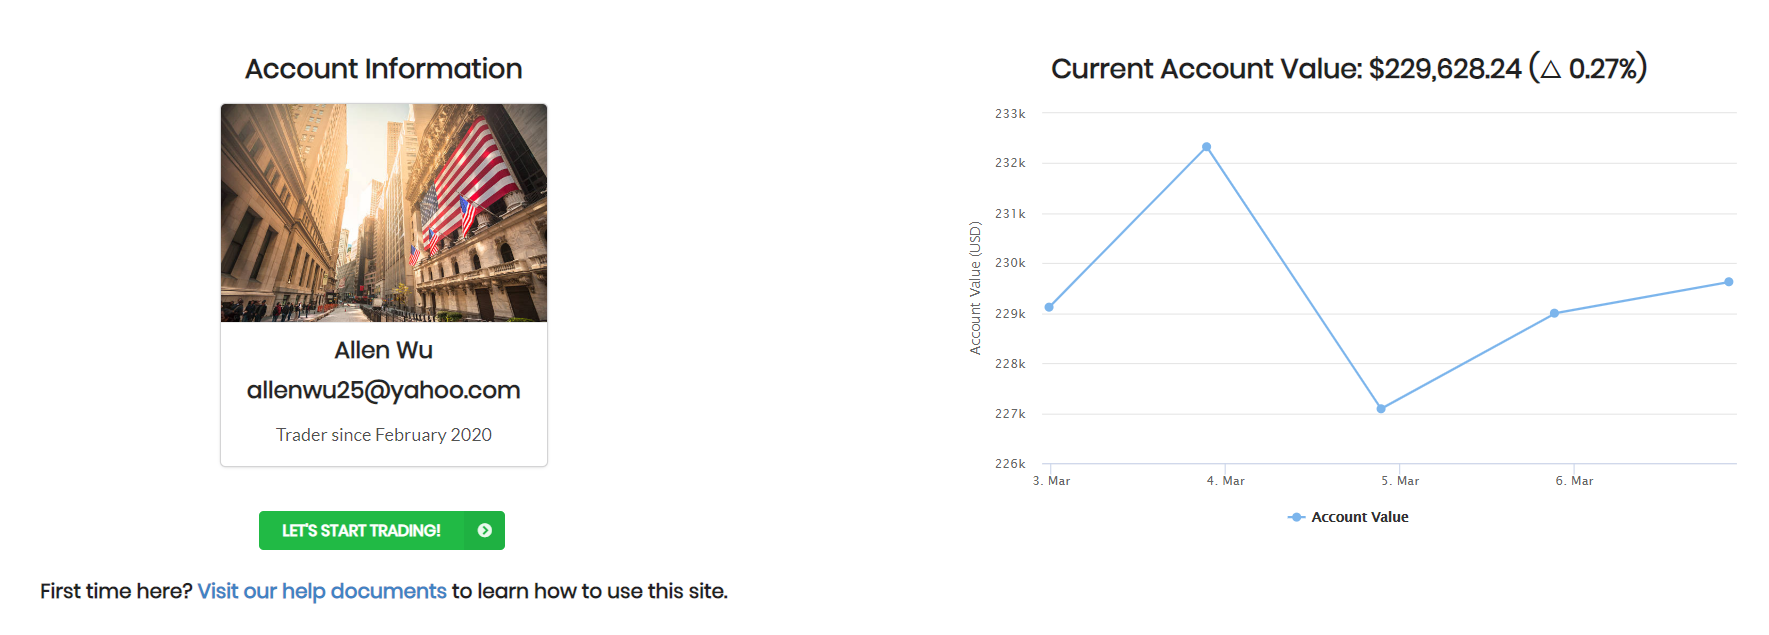 Account Information
Allen Wu
allenwu25@yahoo.com
Trader since February 2020
LET'S START TRADING!
First time here? Visit our help documents to learn how to use this site.
Current Account Value: $229,628.24 (△ 0.27%)
Account Value (USD)
233k
232k
231k
230k
229k
228k
227k
226k
3. Mar
4. Mar
5. Mar
6. Mar
Account Value